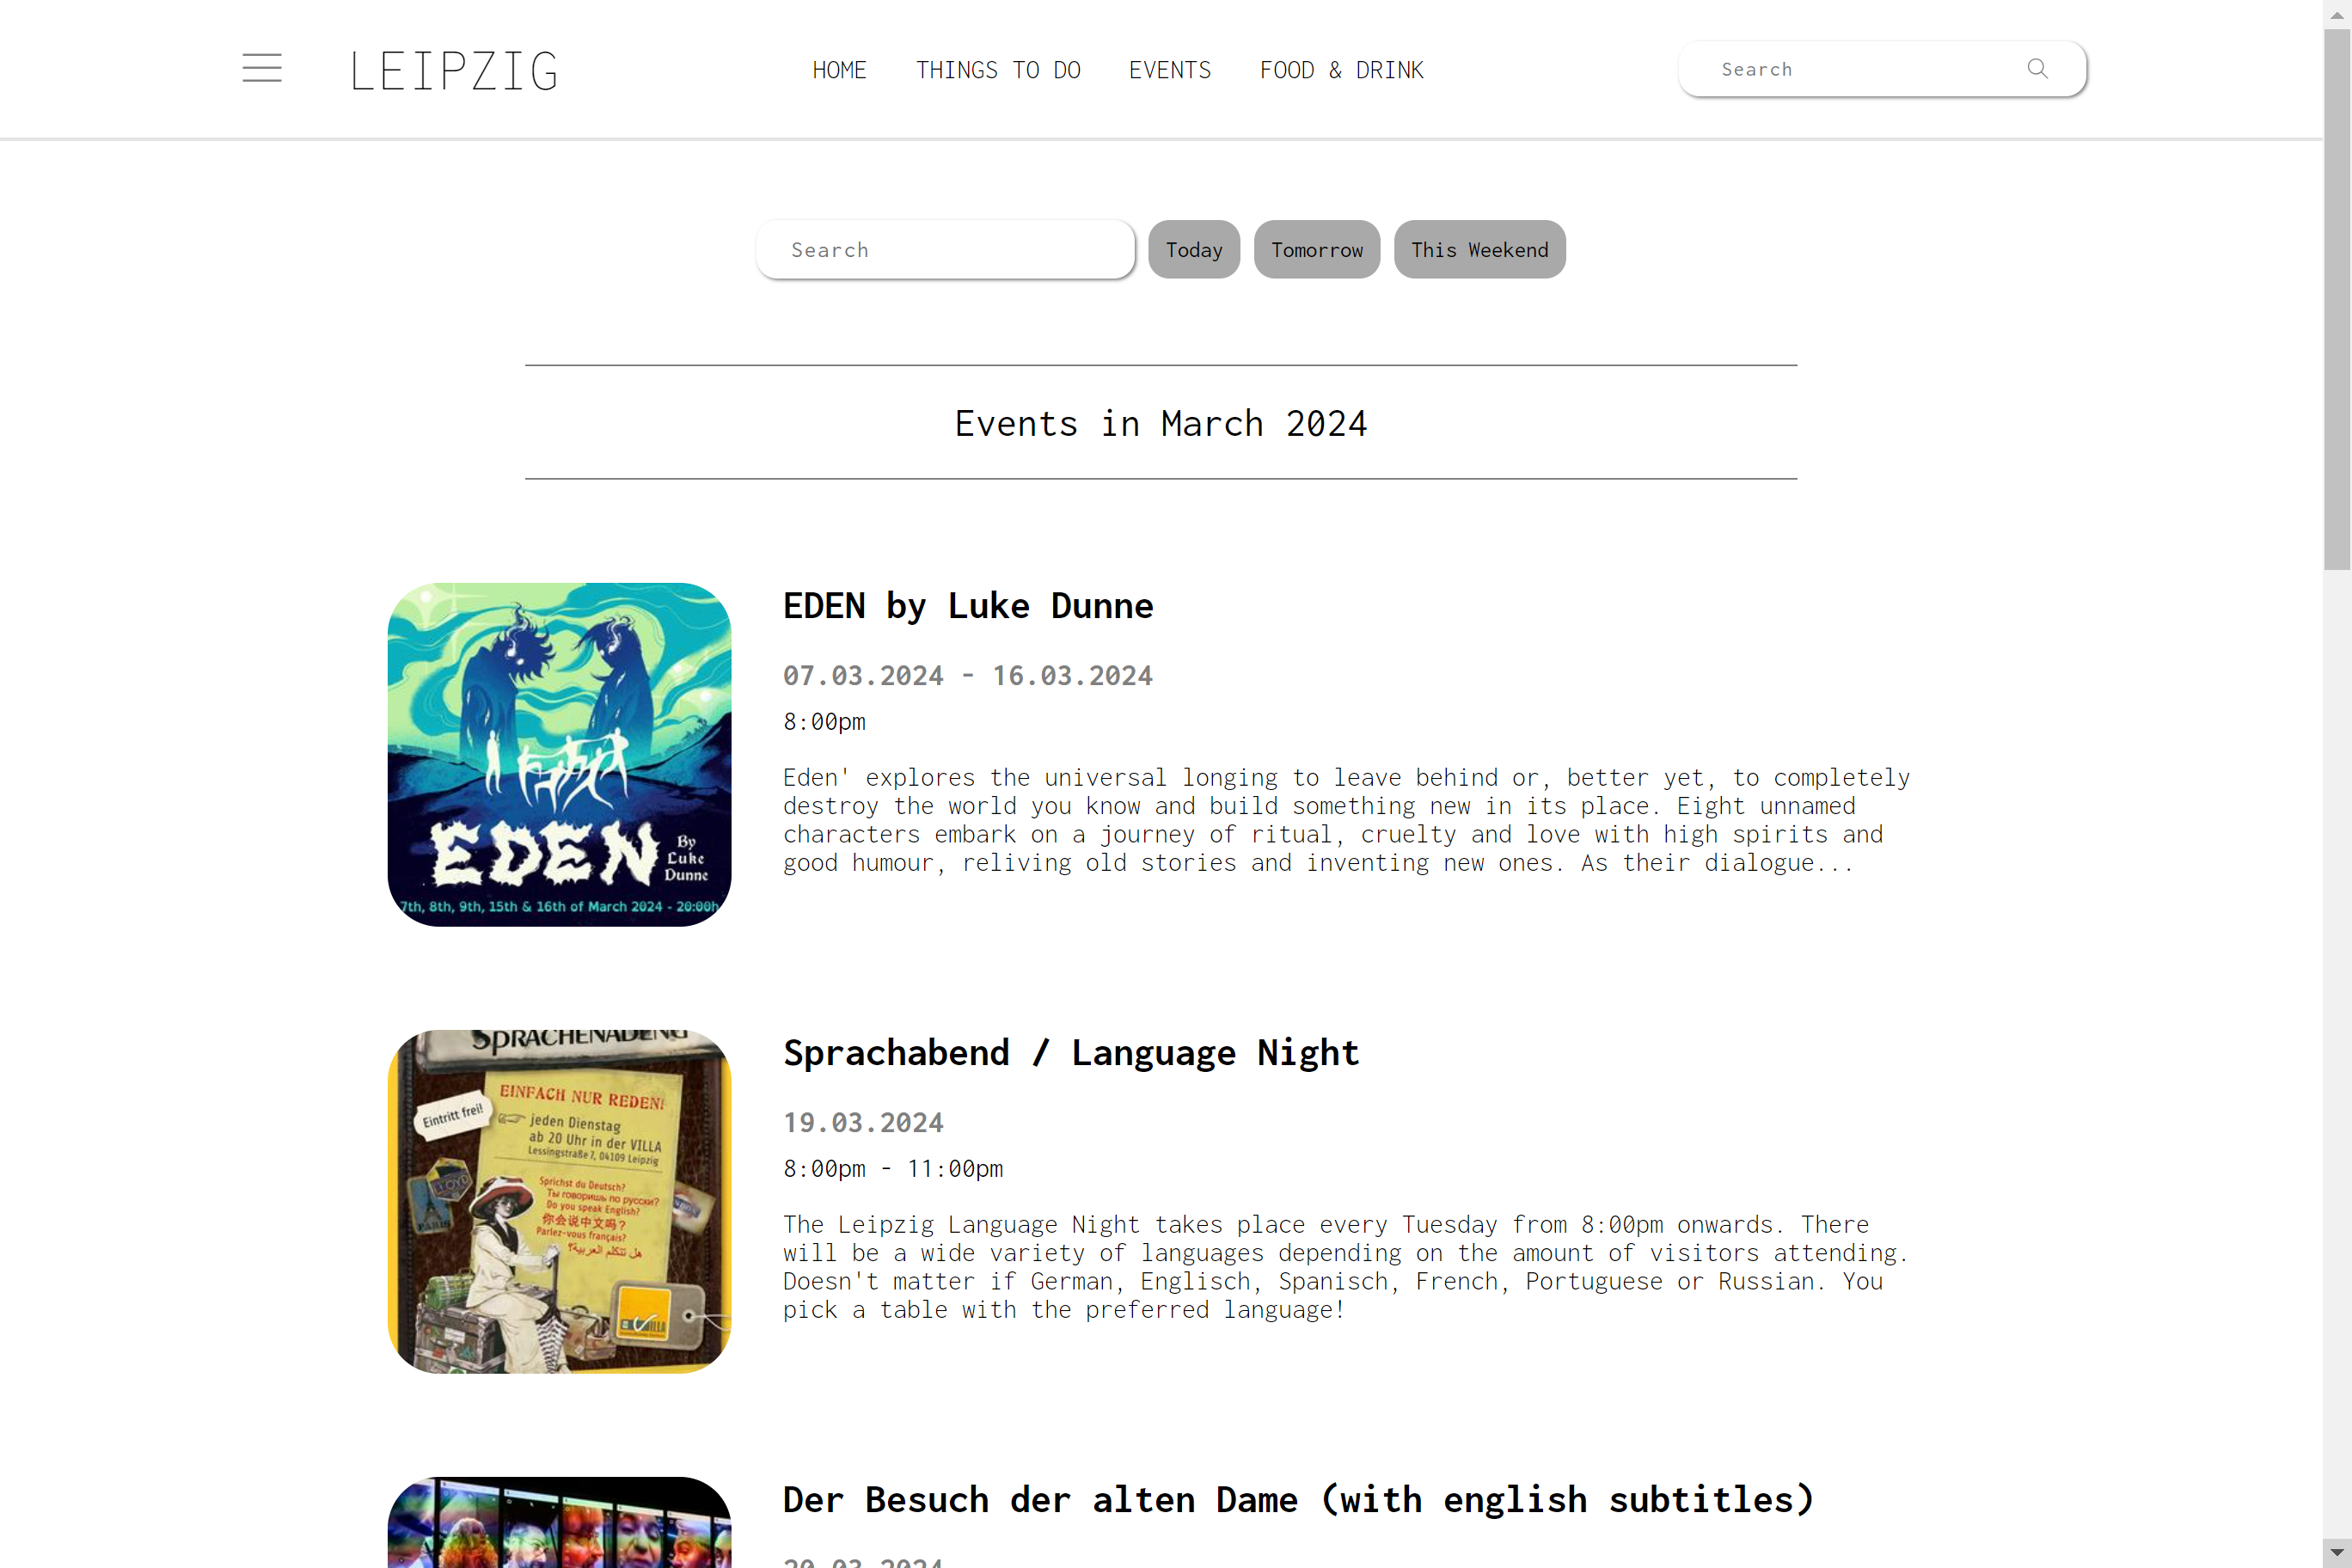 LEIPZIG
HOME THINGS TO DO EVENTS FOOD & DRINK
Search
Search
Today Tomorrow This Weekend
Events in March 2024
EDEN
By
Luke
Dunne
7th, 8th, 9th, 15th & 16th of March 2024 - 20:00h
EDEN by Luke Dunne
07.03.2024 - 16.03.2024
8:00pm
Eden' explores the universal longing to leave behind or, better yet, to completely
destroy the world you know and build something new in its place. Eight unnamed
characters embark on a journey of ritual, cruelty and love with high spirits and
good humour, reliving old stories and inventing new ones. As their dialogue...
EINFACH NUR REDEN!
Eintritt frei!
jeden Dienstag
ab 20 Uhr in der VILLA
Lessingstraße 7, 04109 Leipzig
Sprichst du Deutsch?
Ты говоришь по русски?
Do you speak English?
你会说中文吗？
Parlez-vous français?
هل تتكلم العربية؟
LLOYD
PARIS
VILLA
Sprachabend / Language Night
19.03.2024
8:00pm - 11:00pm
The Leipzig Language Night takes place every Tuesday from 8:00pm onwards. There
will be a wide variety of languages depending on the amount of visitors attending.
Doesn't matter if German, Englisch, Spanisch, French, Portuguese or Russian. You
pick a table with the preferred language!
Der Besuch der alten Dame (with english subtitles)
20.03.2024